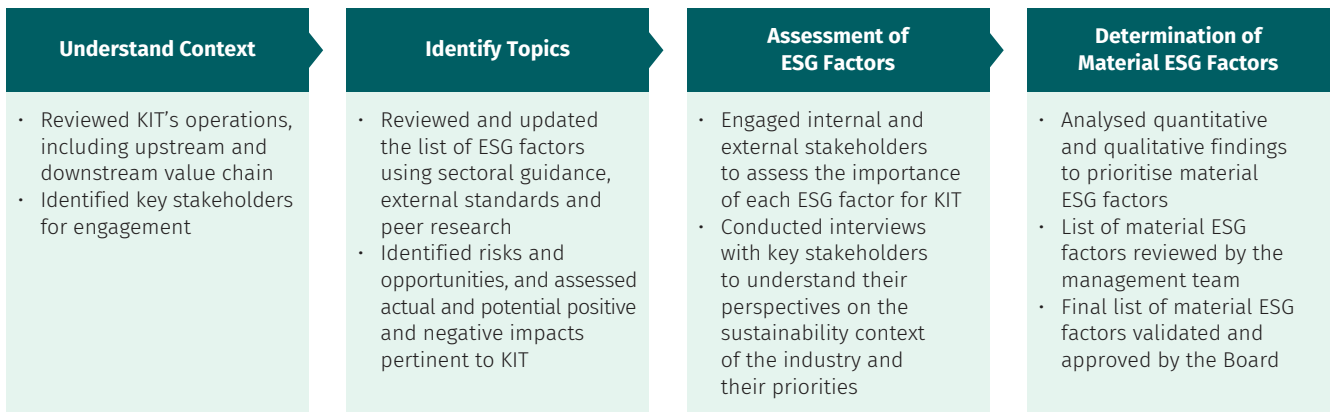 Understand Context
• Reviewed KIT's operations,
including upstream and
downstream value chain
• Identified key stakeholders
for engagement
Identify Topics
• Reviewed and updated
the list of ESG factors
using sectoral guidance,
external standards and
peer research
• Identified risks and
opportunities, and assessed
actual and potential positive
and negative impacts
pertinent to KIT
Assessment of
ESG Factors
• Engaged internal and
external stakeholders
to assess the importance
of each ESG factor for KIT
• Conducted interviews
with key stakeholders
to understand their
perspectives on the
sustainability context
of the industry and
their priorities
Determination of
Material ESG Factors
• Analysed quantitative
and qualitative findings
to prioritise material
ESG factors
• List of material ESG
factors reviewed by the
management team
• Final list of material ESG
factors validated and
approved by the Board